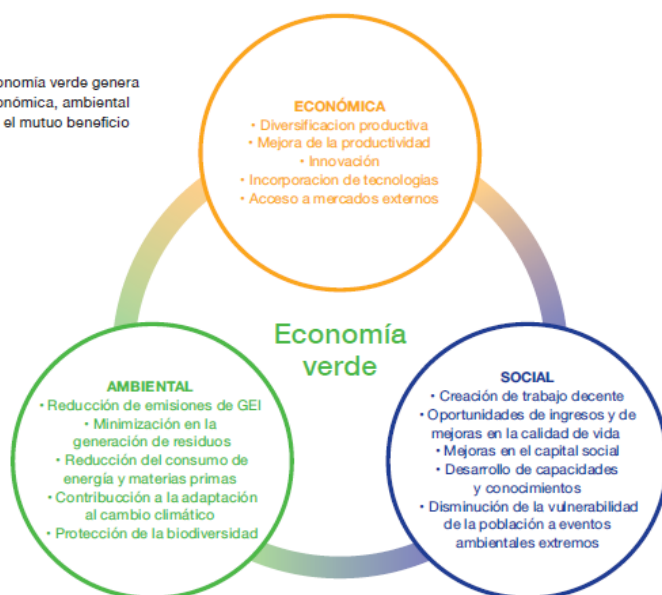 onomía verde genera
onómica, ambiental
el mutuo beneficio
ECONÓMICA
• Diversificacion productiva
• Mejora de la productividad
• Innovación
• Incorporacion de tecnologias
• Acceso a mercados externos
Economía
verde
AMBIENTAL
• Reducción de emisiones de GEI
• Minimización en la
generación de residuos
• Reducción del consumo de
energía y materias primas
• Contribucción a la adaptación
al cambio climático
• Protección de la biodiversidad
SOCIAL
• Creación de trabajo decente
• Oportunidades de ingresos y de
mejoras en la calidad de vida
• Mejoras en el capital social
• Desarrollo de capacidades
y conocimientos
• Disminución de la vulnerabilidad
de la población a eventos
ambientales extremos